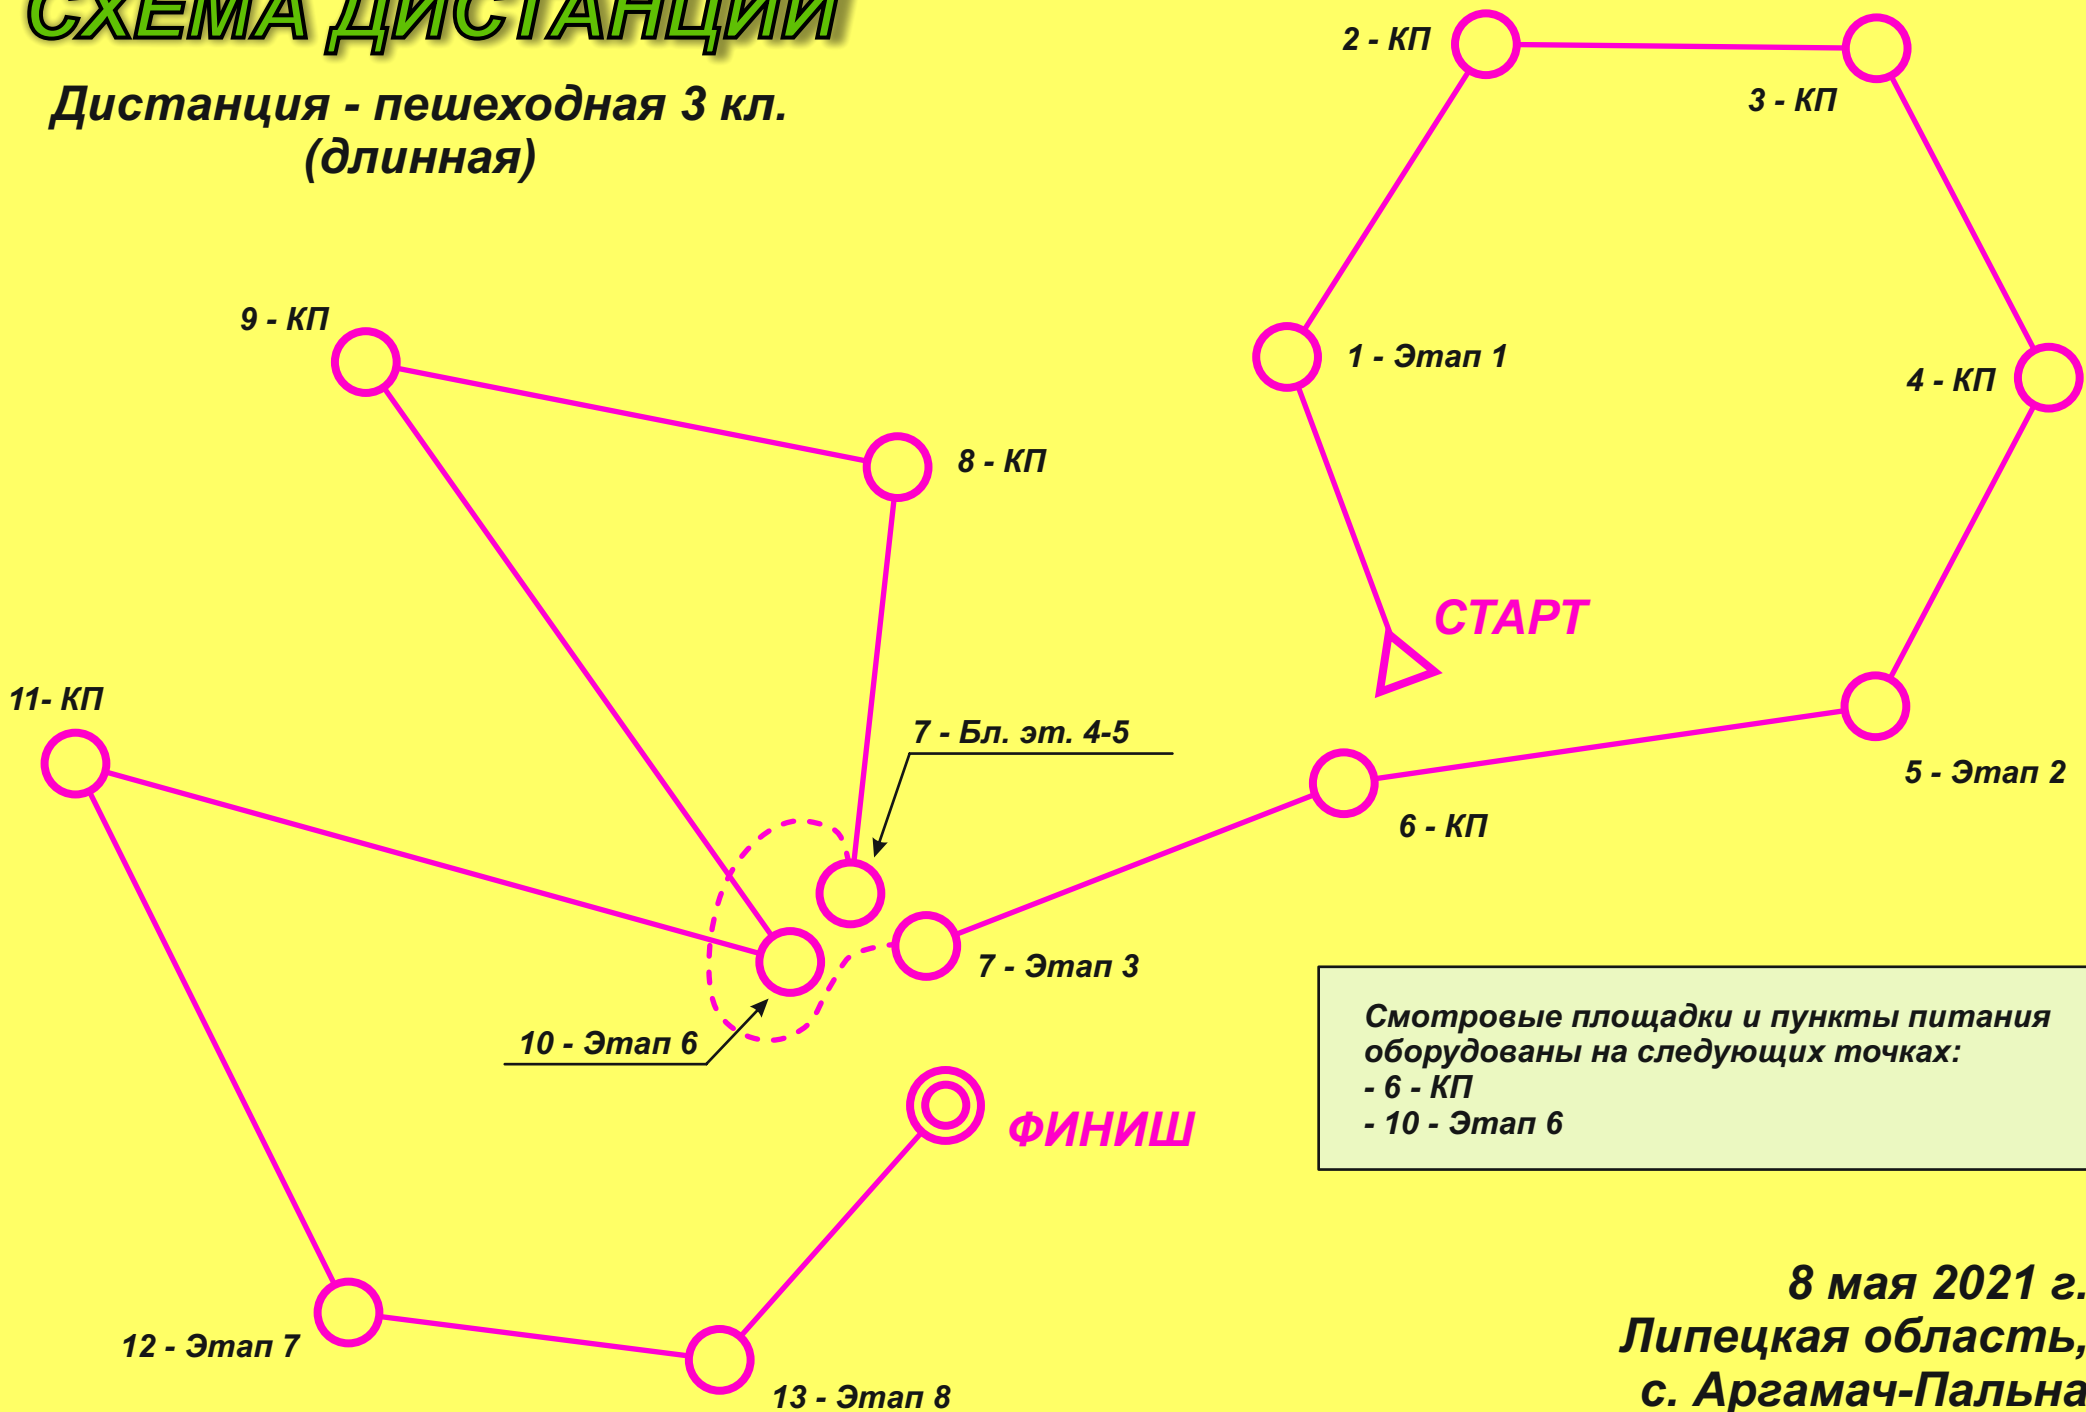 СХЕМА ДИСТАНЦИИ
Дистанция - пешеходная 3 кл.
(длинная)
2 - КП
3 - КП
9 - КП
1 - Этап 1
4 - КП
8 - КП
СТАРТ
11- КП
7 - Бл. эт. 4-5
5 - Этап 2
6 - КП
7 - Этап 3
10 - Этап 6
Смотровые площадки и пункты питания
оборудованы на следующих точках:
- 6 - КП
- 10 - Этап 6
ФИНИШ
12 - Этап 7
13 - Этап 8
8 мая 2021 г.
Липецкая область,
с. Аргамач-Пальна